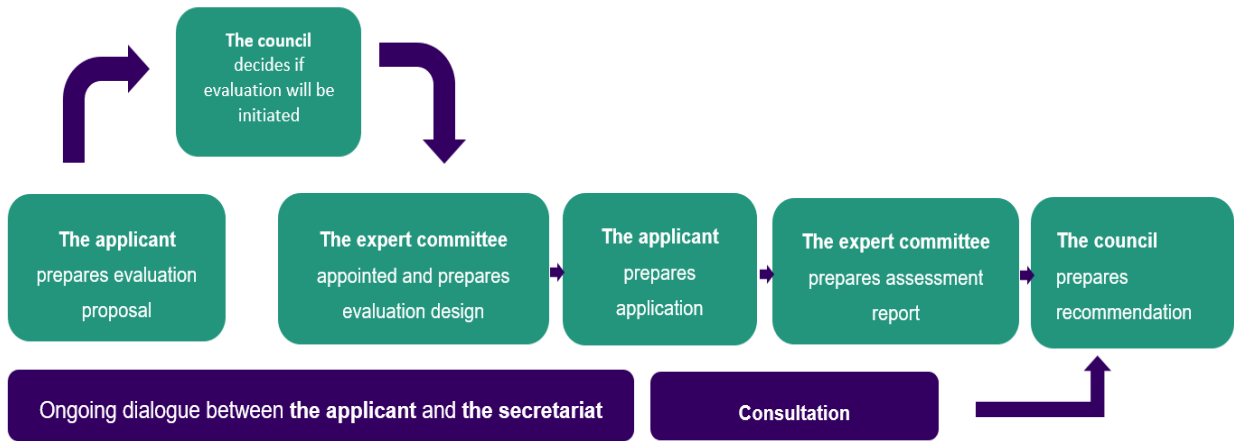 The council
decides if
evaluation will be
initiated
The applicant
prepares evaluation
proposal
The expert committee
appointed and prepares
evaluation design
The applicant
prepares
application
The expert committee
prepares assessment
report
The council
prepares
recommendation
Ongoing dialogue between the applicant and the secretariat
Consultation